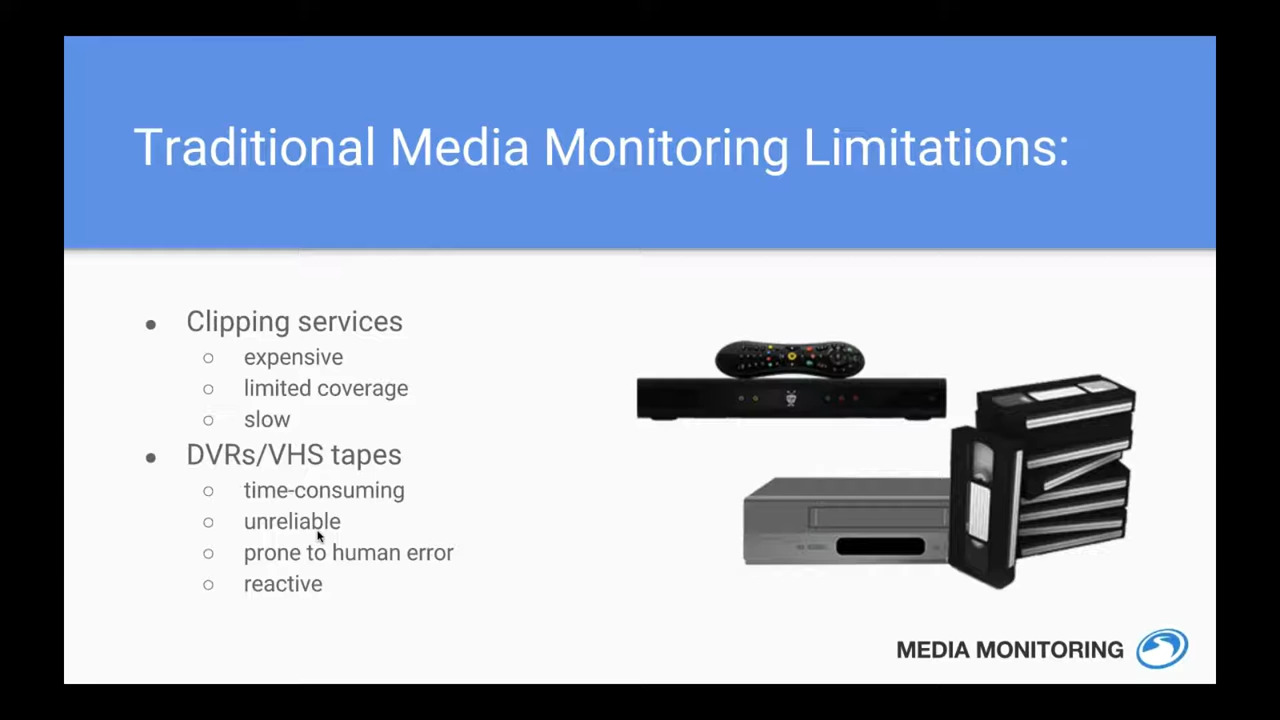 Traditional Media Monitoring Limitations:
● Clipping services
○ expensive
○ limited coverage
○ slow
● DVRs/VHS tapes
○ time-consuming
○ unreliable
○ prone to human error
○ reactive
MEDIA MONITORING